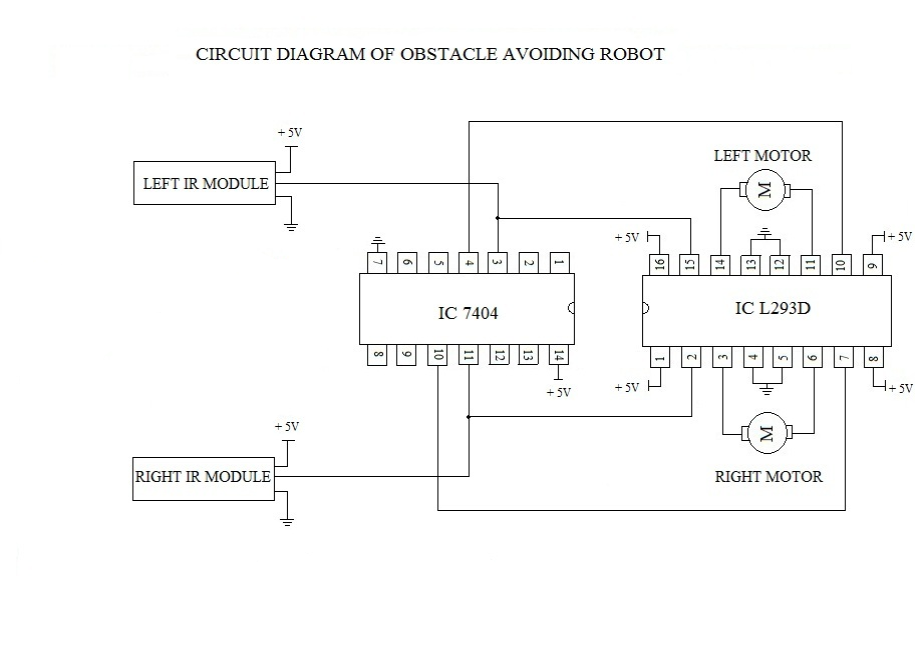 CIRCUIT DIAGRAM OF OBSTACLE AVOIDING ROBOT
+5V
LEFT MOTOR
LEFT IR MODULE
M
+5V
+5V
7 6 5 4 3 2 1
16 15 14 13 12 11 10 9
IC 7404
IC L293D
8 9 10 11 12 13 14
1 2 3 4 5 6 7 8
+5V
+5V
+5V
+5V
M
RIGHT IR MODULE
RIGHT MOTOR